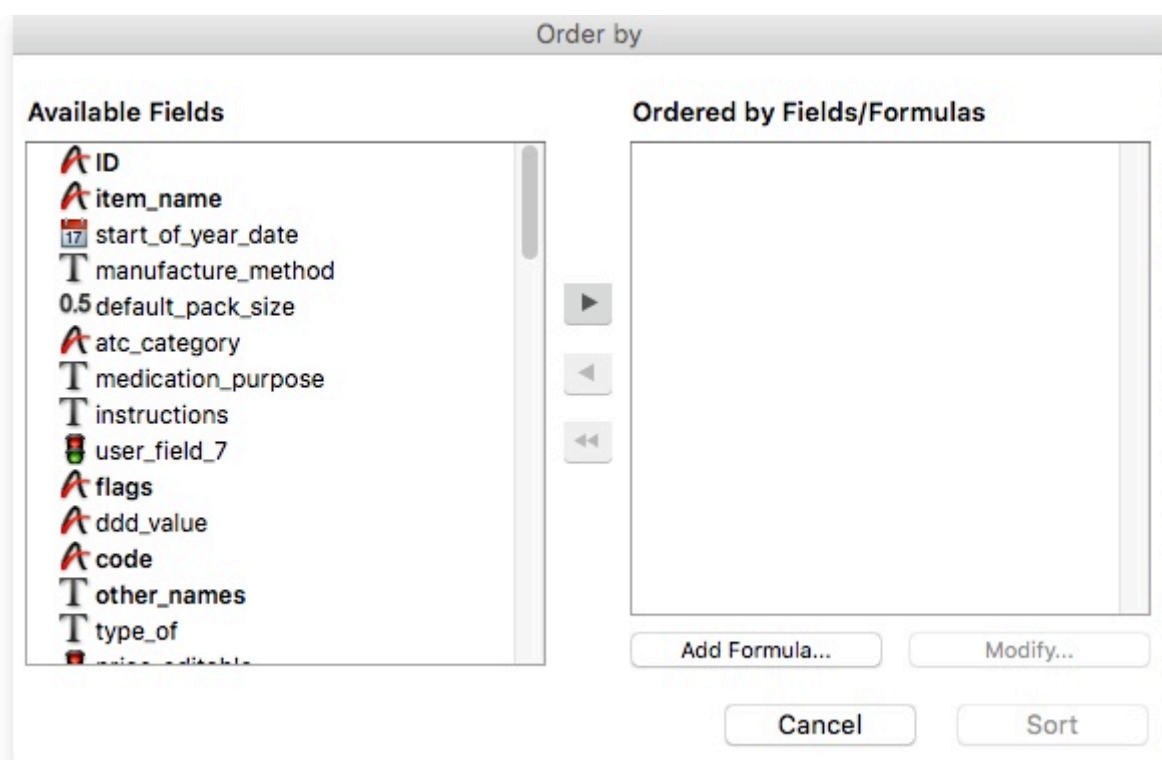 Order by
Available Fields
ID
item_name
17 start_of_year_date
manufacture_method
0.5 default_pack_size
atc_category
medication_purpose
instructions
user_field_7
flags
ddd_value
code
other_names
type_of
Ordered by Fields/Formulas
Add Formula...
Modify...
Cancel
Sort